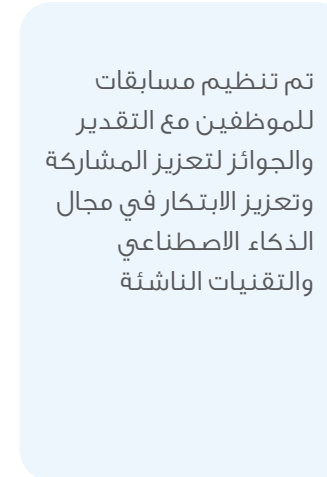 تم تنظيم مسابقات
للموظفين مع التقدير
والجوائز لتعزيز المشاركة
وتعزيز الابتكار في مجال
الذكاء الاصطناعي
والتقنيات الناشئة